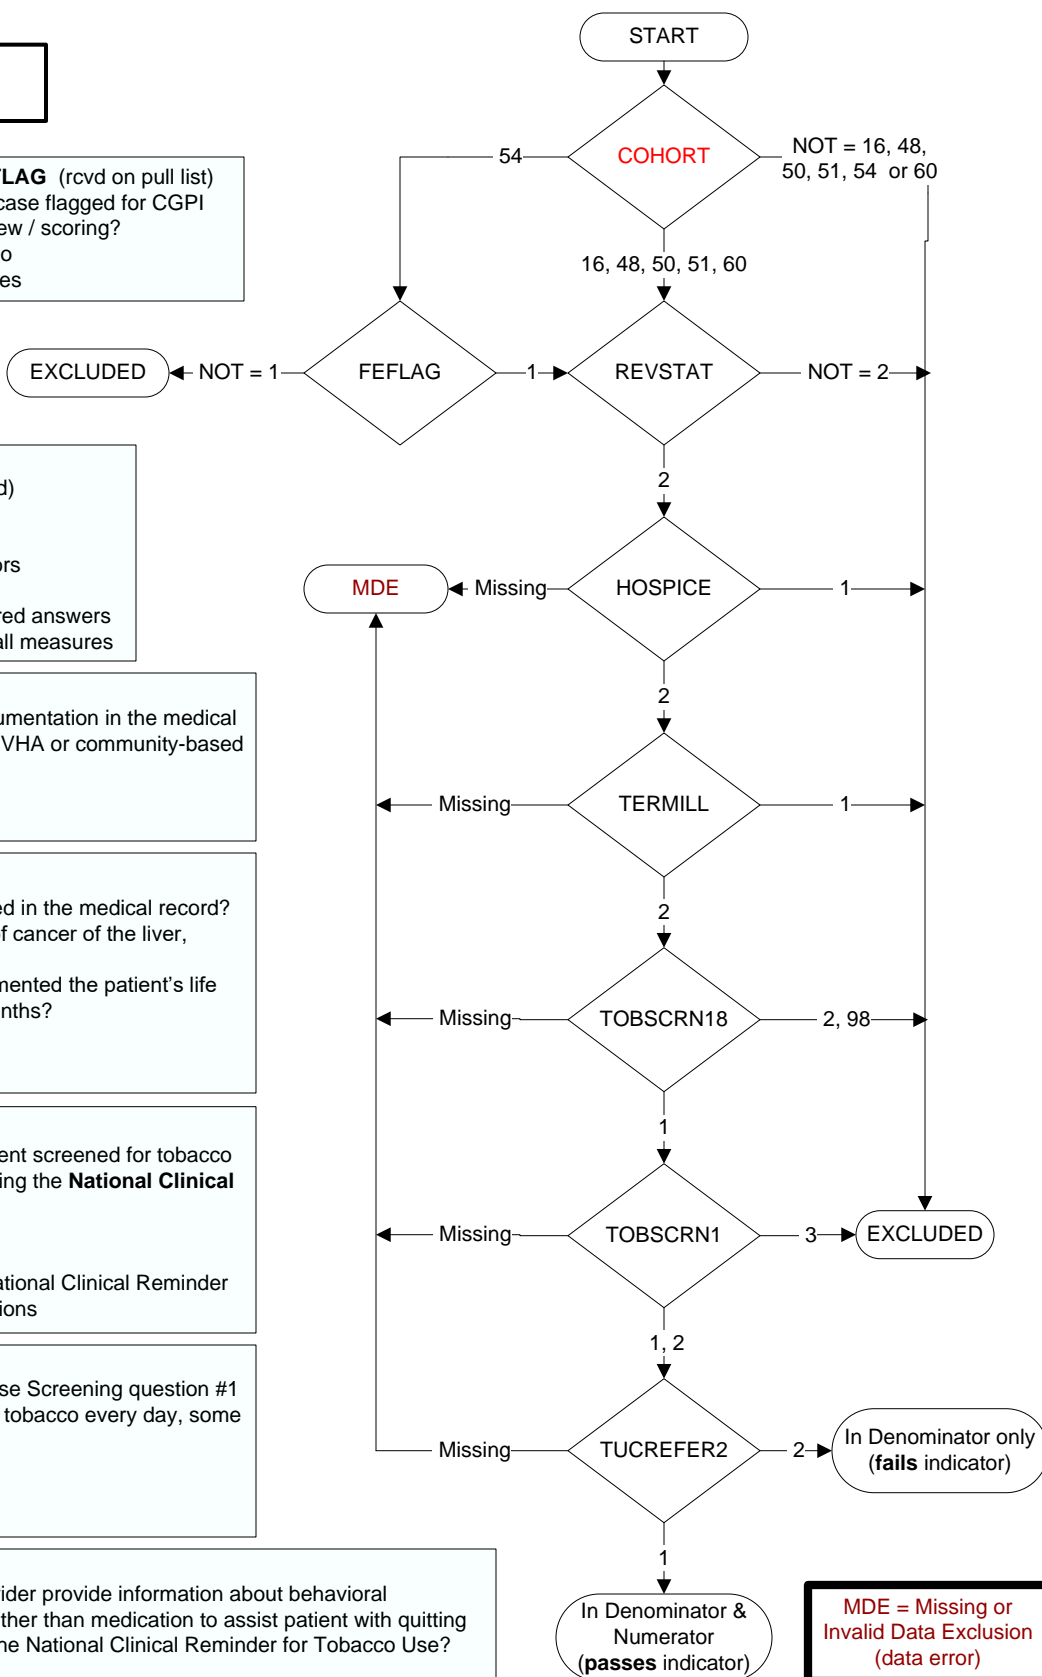 START
COHORT
54
NOT = 16, 48,
50, 51, 54 or 60
FLAG (rcvd on pull list)
case flagged for CGPI
ew / scoring?
o
es
16, 48, 50, 51, 60
EXCLUDED
NOT = 1
FEFLAG
1
REVSTAT
NOT = 2
2
d)
ors
red answers
all measures
MDE
Missing
HOSPICE
1
2
umentation in the medical
VHA or community-based
Missing
TERMILL
1
2
ed in the medical record?
of cancer of the liver,
mented the patient's life
nths?
Missing
TOBSCRN18
2, 98
1
ent screened for tobacco
ing the National Clinical
ational Clinical Reminder
ions
Missing
TOBSCRN1
3
EXCLUDED
1, 2
se Screening question #1
tobacco every day, some
Missing
TUCREFER2
2
In Denominator only
(fails indicator)
1
vider provide information about behavioral
ther than medication to assist patient with quitting
he National Clinical Reminder for Tobacco Use?
In Denominator &
Numerator
(passes indicator)
MDE = Missing or
Invalid Data Exclusion
(data error)